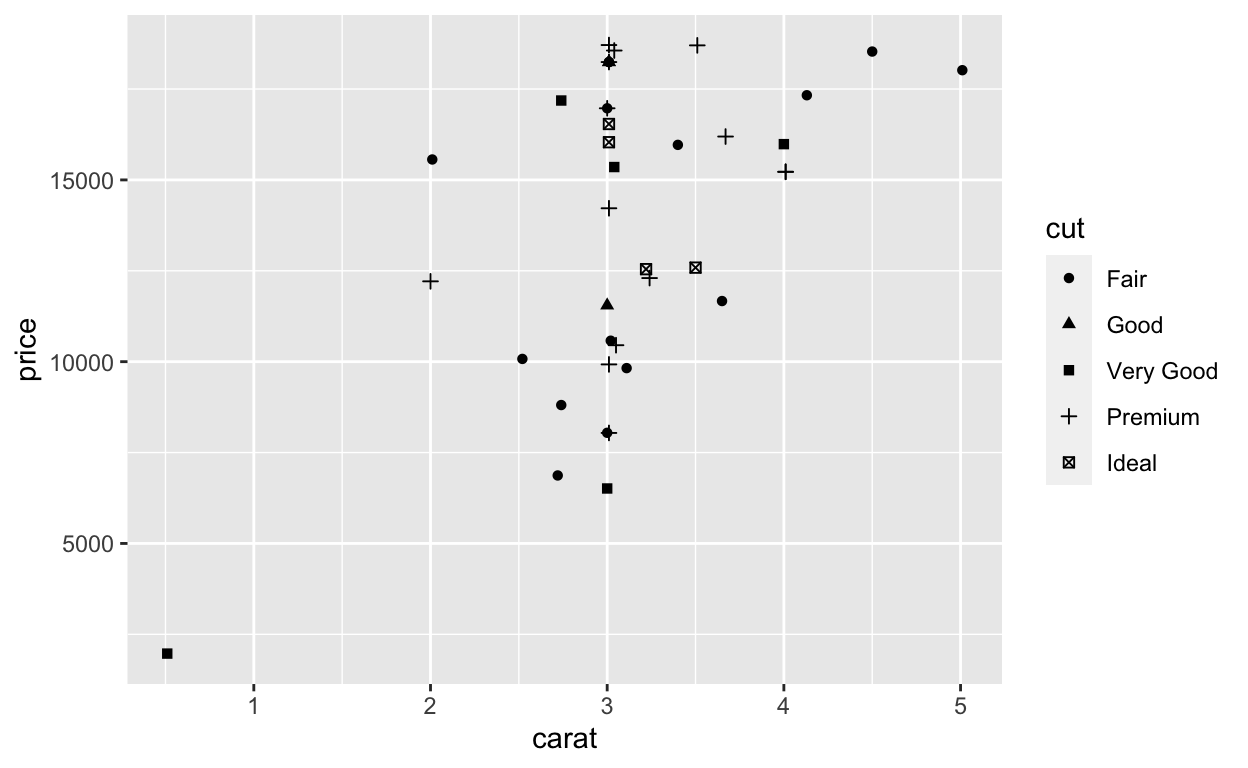 15000
10000
5000
price
1
2
3
4
5
carat
cut
Fair
Good
Very Good
Premium
Ideal